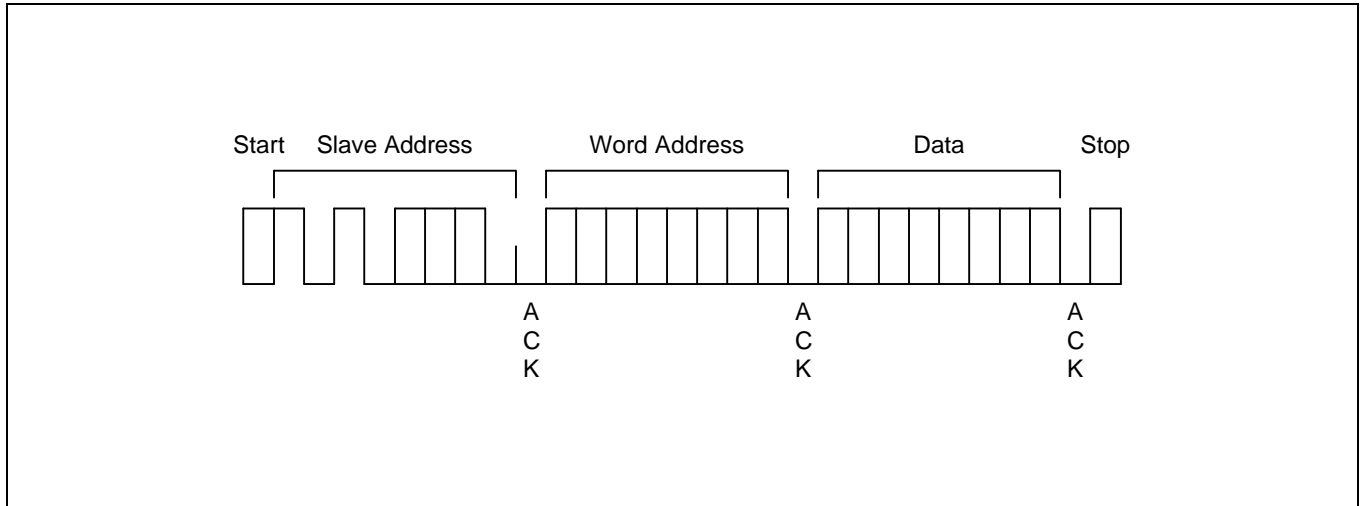 Start Slave Address Word Address Data Stop
A A A
C C C
K K K